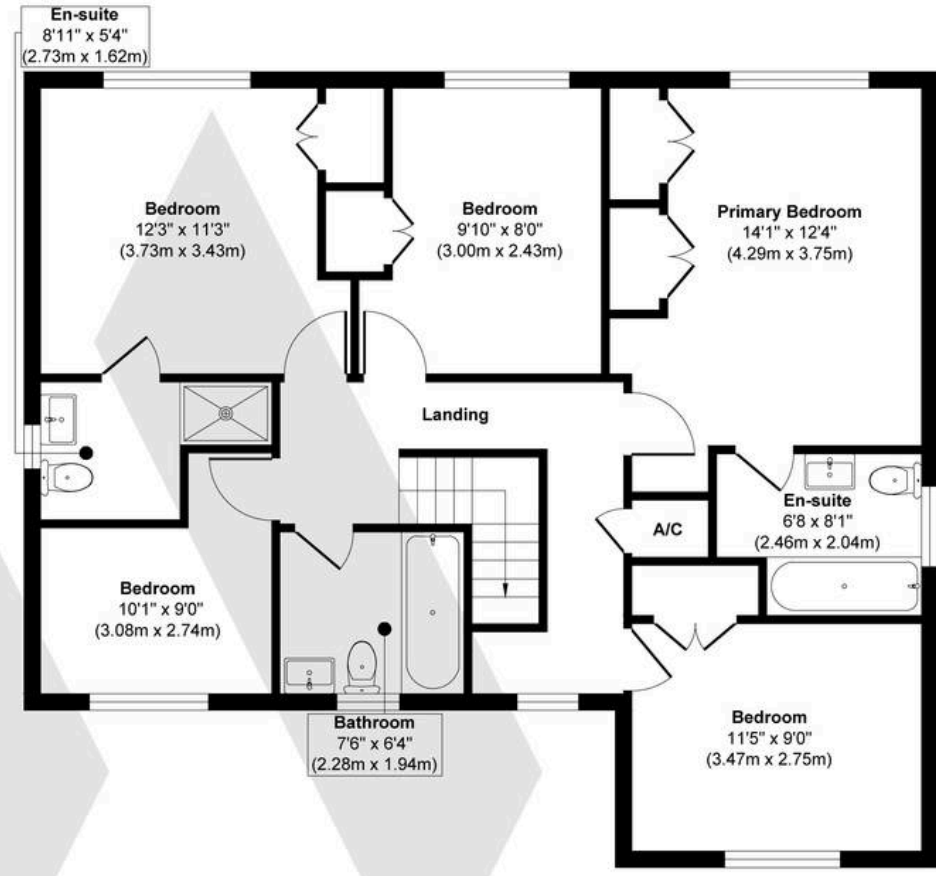 En-suite
8'11" x 5'4"
(2.73m x 1.62m)
Bedroom
12'3" x 11'3"
(3.73m x 3.43m)
Bedroom
9'10" x 8'0"
(3.00m x 2.43m)
Primary Bedroom
14'1" x 12'4"
(4.29m x 3.75m)
Landing
En-suite
6'8 x 8'1"
(2.46m x 2.04m)
A/C
Bedroom
10'1" x 9'0"
(3.08m x 2.74m)
Bathroom
7'6" x 6'4"
(2.28m x 1.94m)
Bedroom
11'5" x 9'0"
(3.47m x 2.75m)